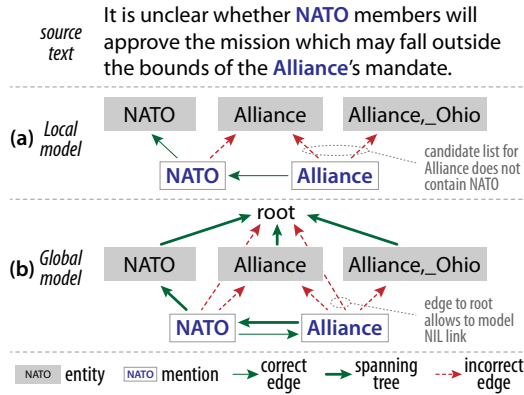 source text
It is unclear whether NATO members will
approve the mission which may fall outside
the bounds of the Alliance's mandate.
(a) Local model
NATO Alliance Alliance,_Ohio
candidate list for
Alliance does not
contain NATO
NATO Alliance
root
(b) Global model
NATO Alliance Alliance,_Ohio
edge to root
allows to model
NIL link
NATO Alliance
NATO entity NATO mention correct edge spanning tree incorrect edge